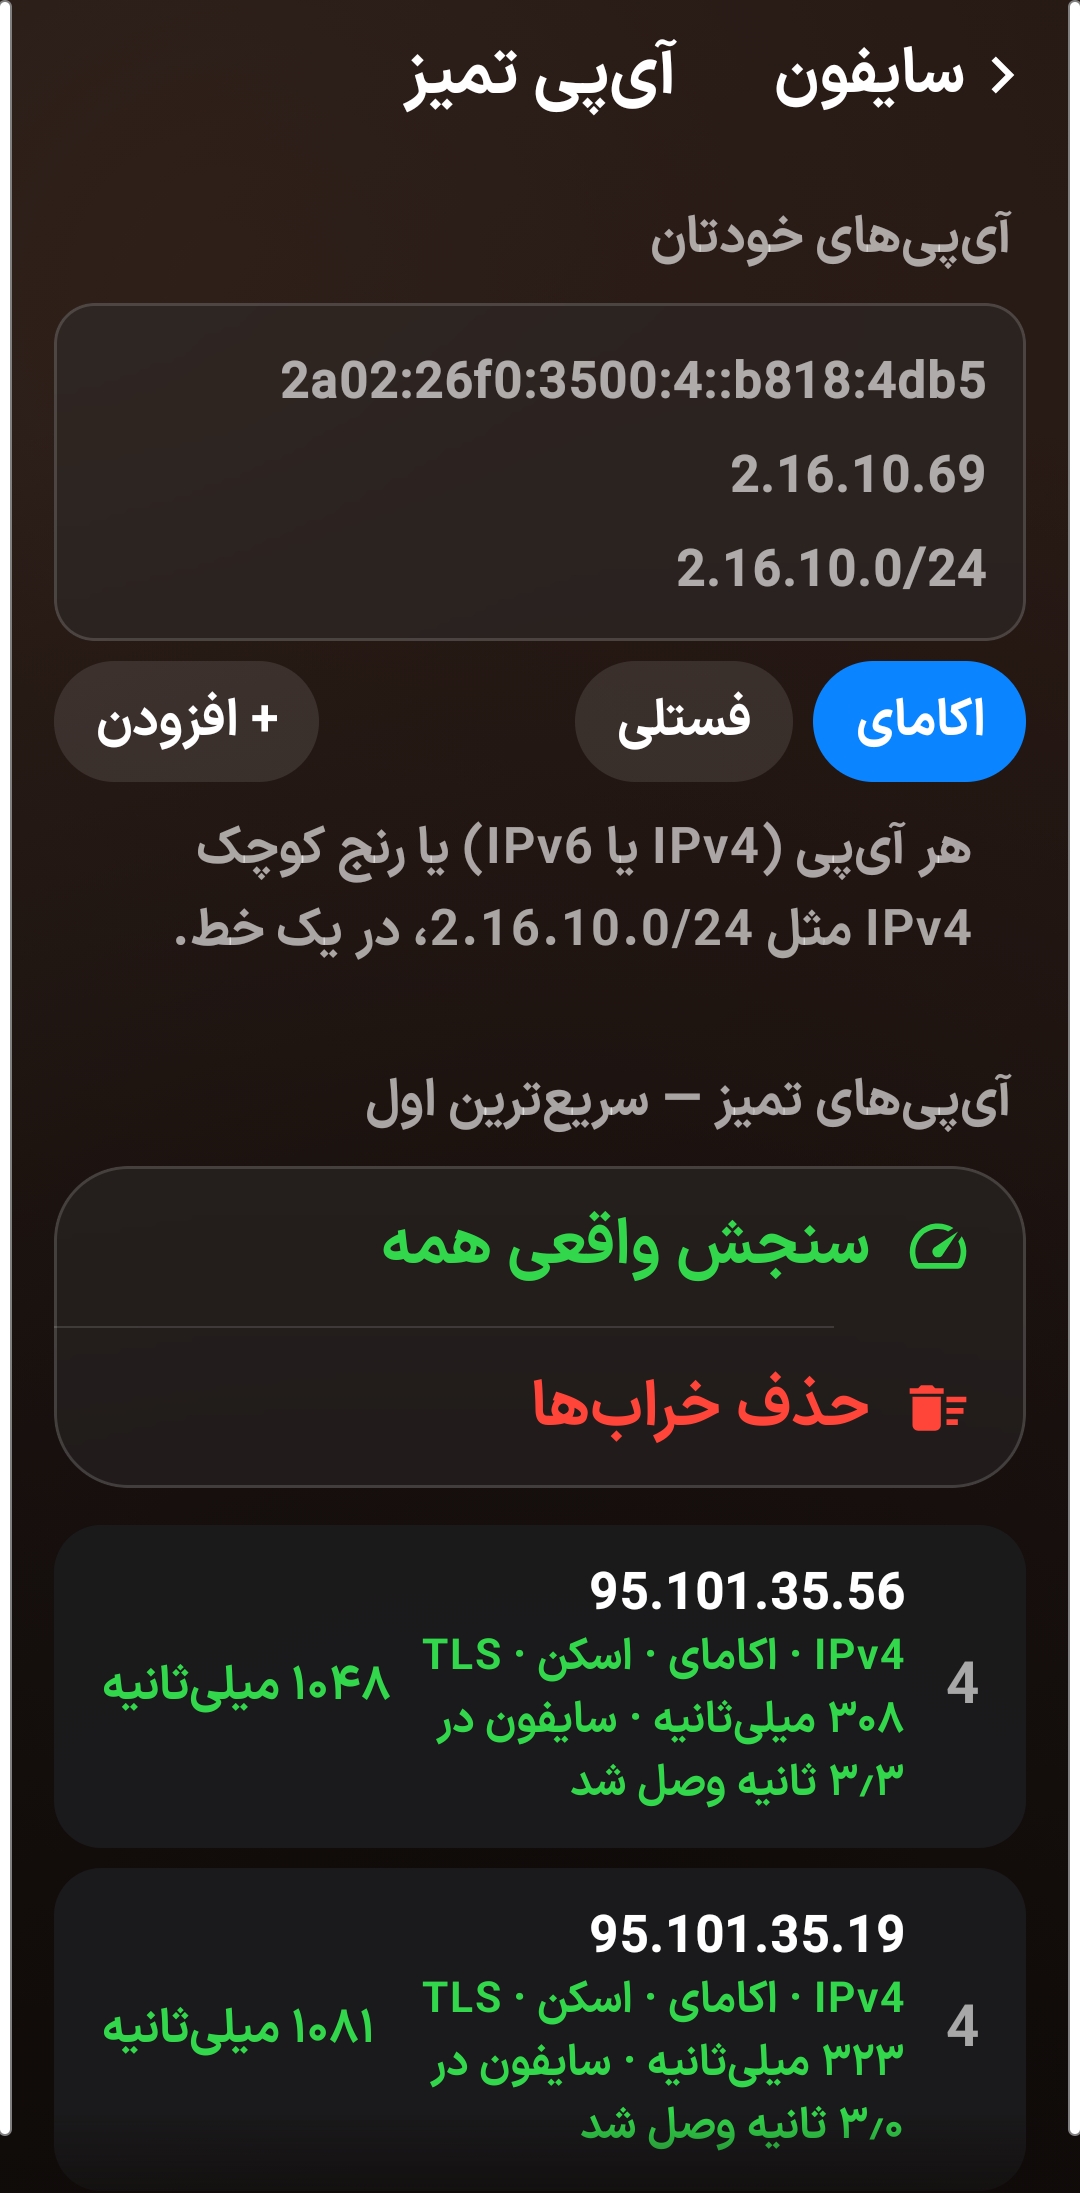 سایفون
آی‌پی تمیز
آی‌پی‌های خودتان
2a02:26f0:3500:4::b818:4db5
2.16.10.69
2.16.10.0/24
اکامای
فستلی
+ افزودن
هر آی‌پی (IPv4 یا IPv6) یا رنج کوچک
IPv4 مثل 2.16.10.0/24، در یک خط.
آی‌پی‌های تمیز — سریع‌ترین اول
سنجش واقعی همه
حذف خراب‌ها
4
95.101.35.56
IPv4 · اکامای · اسکن · TLS
۳۰۸ میلی‌ثانیه · سایفون در
۳٫۳ ثانیه وصل شد
۱۰۴۸ میلی‌ثانیه
4
95.101.35.19
IPv4 · اکامای · اسکن · TLS
۳۲۳ میلی‌ثانیه · سایفون در
۳٫۰ ثانیه وصل شد
۱۰۸۱ میلی‌ثانیه